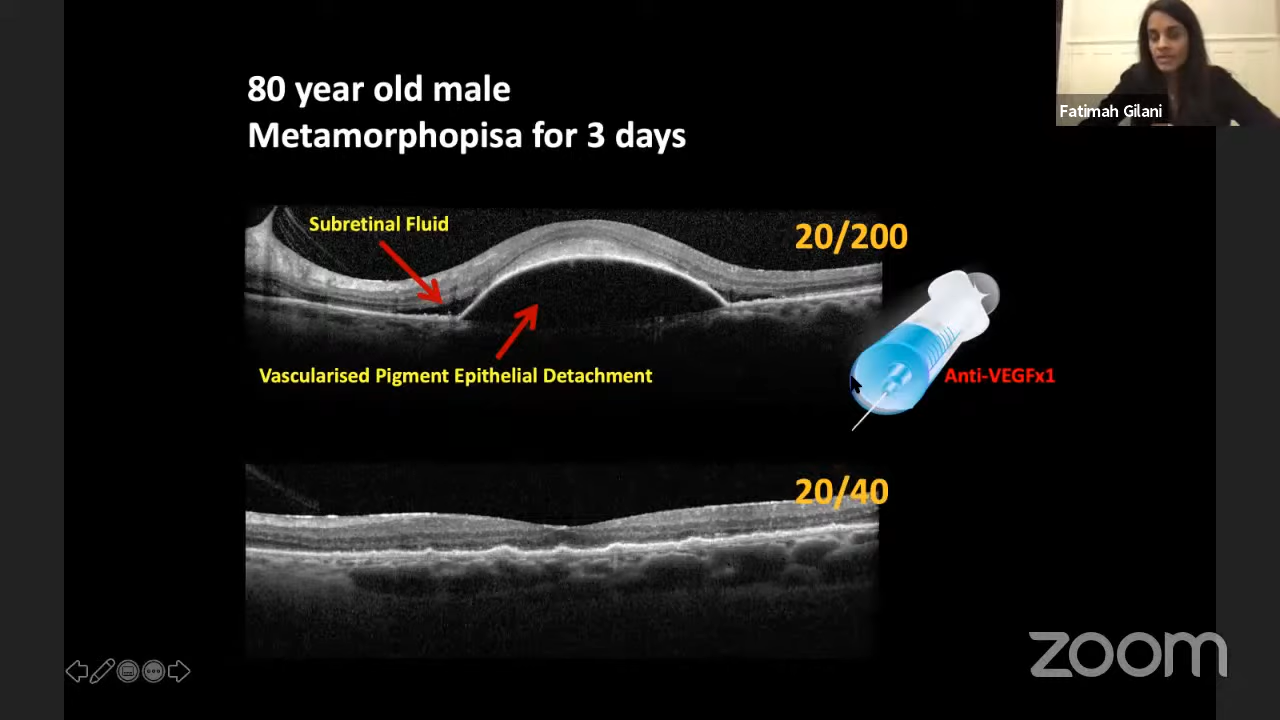 80 year old male
Metamorphopisa for 3 days
Fatimah Gilani
Subretinal Fluid
20/200
Vascularised Pigment Epithelial Detachment
Anti-VEGFx1
20/40
zoom